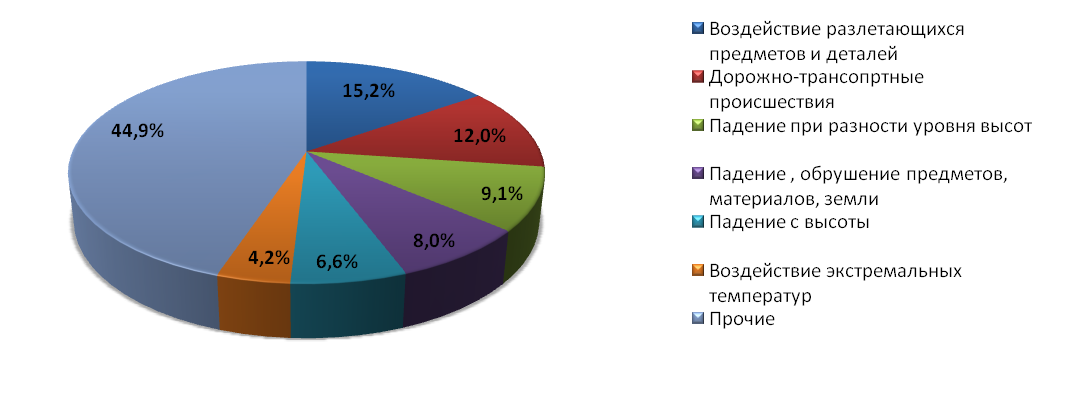 15,2%
44,9%
12,0%
9,1%
8,0%
4,2%
6,6%
Воздействие разлетающихся
предметов и деталей
Дорожно-трансопртные
происшествия
Падение при разности уровня высот
Падение , обрушение предметов,
материалов, земли
Падение с высоты
Воздействие экстремальных
температур
Прочие